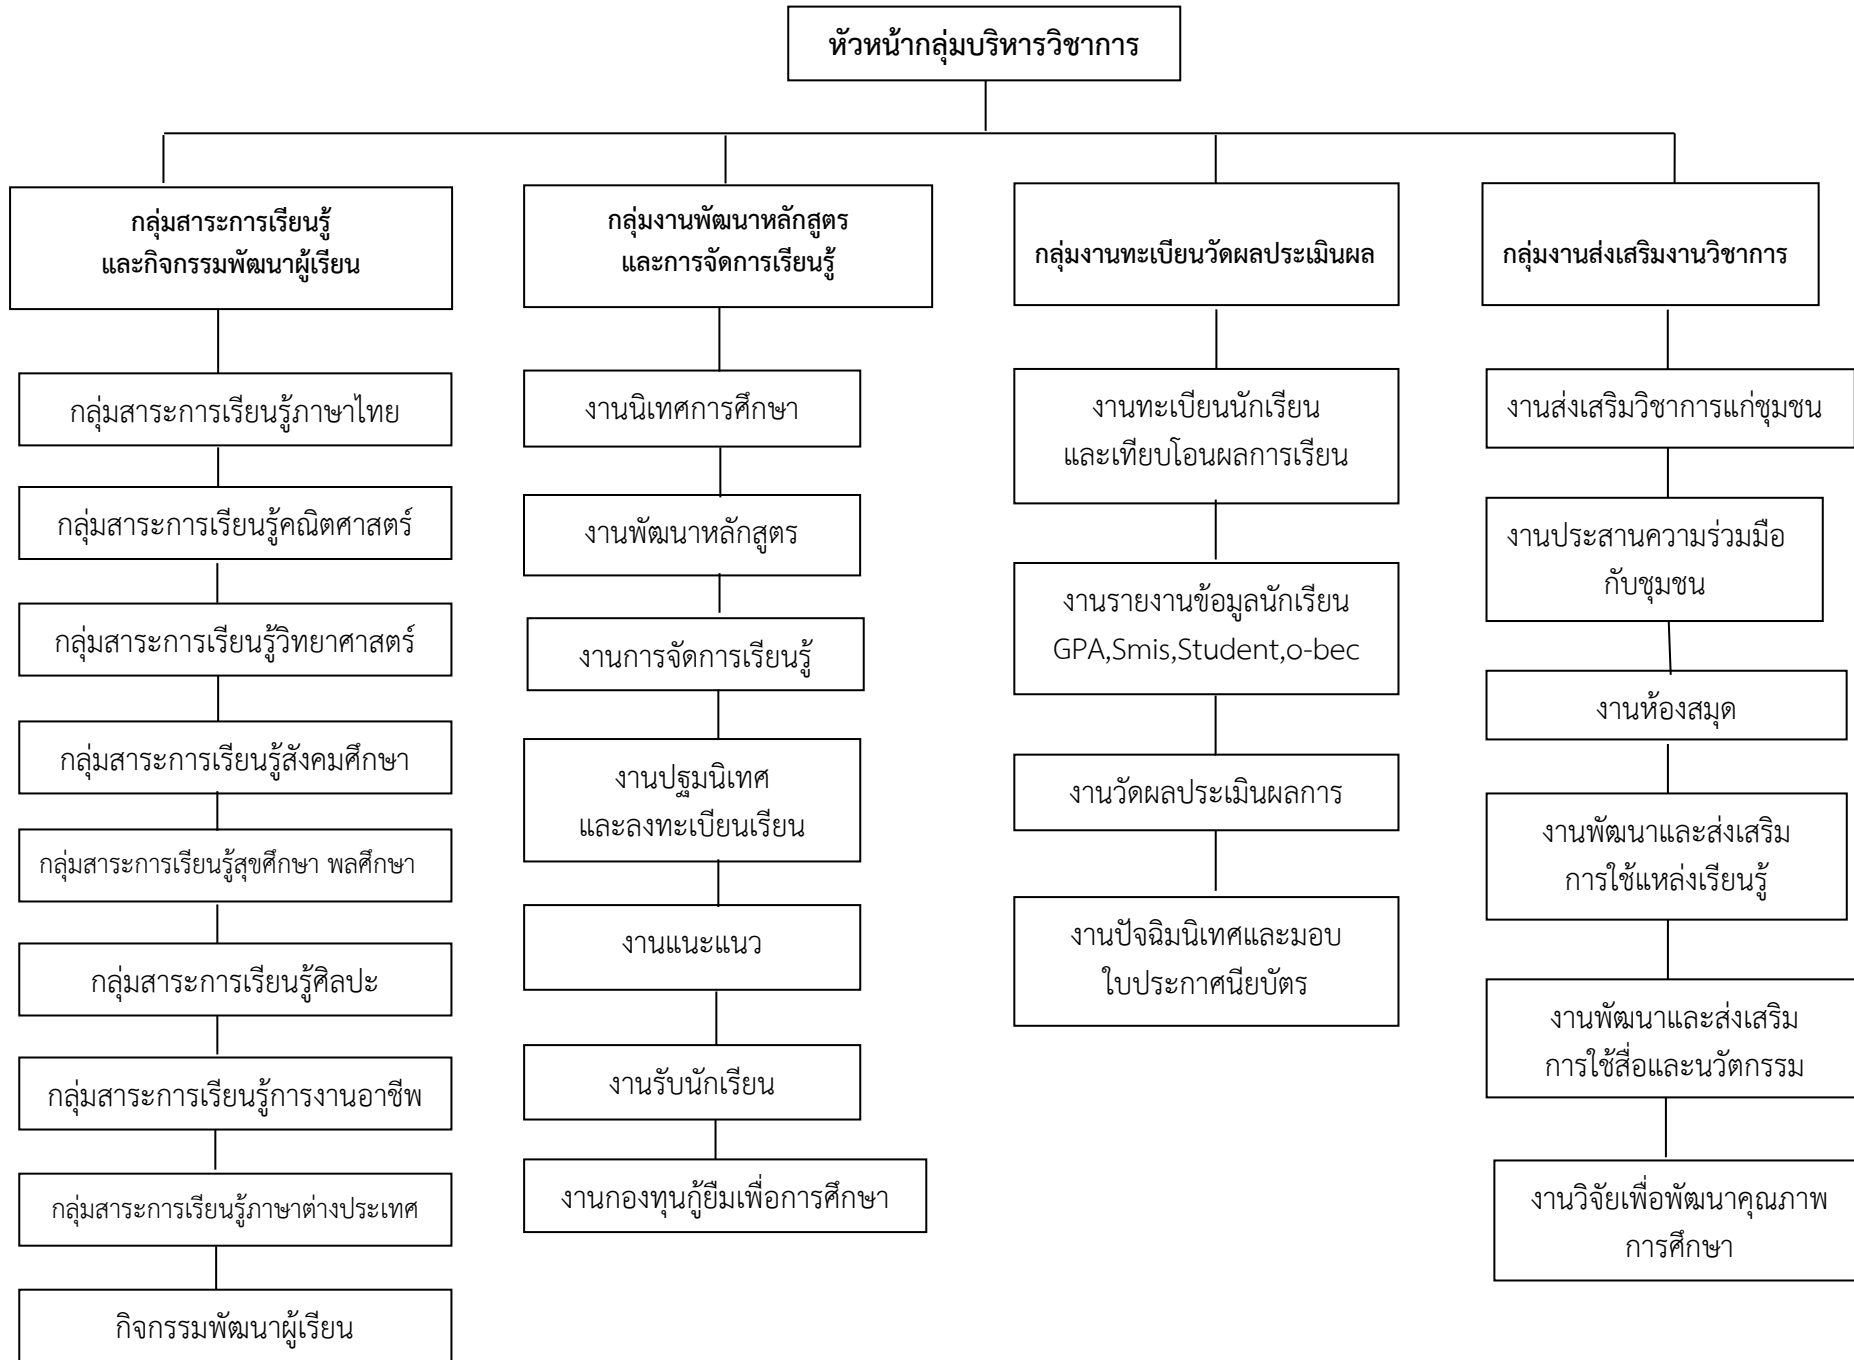 หัวหน้ากลุ่มบริหารวิชาการ
กลุ่มสาระการเรียนรู้
และกิจกรรมพัฒนาผู้เรียน
กลุ่มสาระการเรียนรู้ภาษาไทย
กลุ่มสาระการเรียนรู้คณิตศาสตร์
กลุ่มสาระการเรียนรู้วิทยาศาสตร์
กลุ่มสาระการเรียนรู้สังคมศึกษา
กลุ่มสาระการเรียนรู้สุขศึกษา พลศึกษา
กลุ่มสาระการเรียนรู้ศิลปะ
กลุ่มสาระการเรียนรู้การงานอาชีพ
กลุ่มสาระการเรียนรู้ภาษาต่างประเทศ
กิจกรรมพัฒนาผู้เรียน
กลุ่มงานพัฒนาหลักสูตร
และการจัดการเรียนรู้
งานนิเทศการศึกษา
งานพัฒนาหลักสูตร
งานการจัดการเรียนรู้
งานปฐมนิเทศ
และลงทะเบียนเรียน
งานแนะแนว
งานรับนักเรียน
งานกองทุนกู้ยืมเพื่อการศึกษา
กลุ่มงานทะเบียนวัดผลประเมินผล
งานทะเบียนนักเรียน
และเทียบโอนผลการเรียน
งานรายงานข้อมูลนักเรียน
GPA,Smis,Student,o-bec
งานวัดผลประเมินผลการ
งานปัจฉิมนิเทศและมอบ
ใบประกาศนียบัตร
กลุ่มงานส่งเสริมงานวิชาการ
งานส่งเสริมวิชาการแก่ชุมชน
งานประสานความร่วมมือ
กับชุมชน
งานห้องสมุด
งานพัฒนาและส่งเสริม
การใช้แหล่งเรียนรู้
งานพัฒนาและส่งเสริม
การใช้สื่อและนวัตกรรม
งานวิจัยเพื่อพัฒนาคุณภาพ
การศึกษา